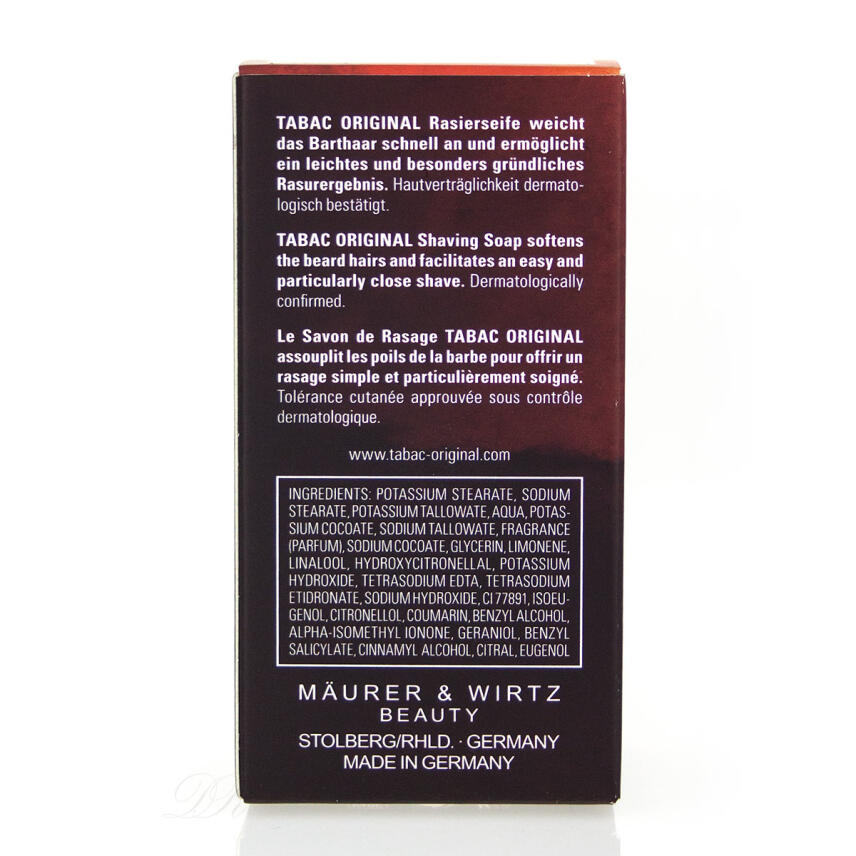 TABAC ORIGINAL Rasierseife weicht
das Barthaar schnell an und ermöglicht
ein leichtes und besonders gründliches
Rasurergebnis. Hautverträglichkeit dermato-
logisch bestätigt.
TABAC ORIGINAL Shaving Soap softens
the beard hairs and facilitates an easy and
particularly close shave. Dermatologically
confirmed.
Le Savon de Rasage TABAC ORIGINAL
assouplit les poils de la barbe pour offrir un
rasage simple et particulièrement soigné.
Tolérance cutanée approuvée sous contrôle
dermatologique.
www.tabac-original.com
INGREDIENTS: POTASSIUM STEARATE, SODIUM
STEARATE, POTASSIUM TALLOWATE, AQUA, POTAS-
SIUM COCOATE, SODIUM TALLOWATE, FRAGRANCE
(PARFUM), SODIUM COCOATE, GLYCERIN, LIMONENE,
LINALOOL, HYDROXYCITRONELLAL, POTASSIUM
HYDROXIDE, TETRASODIUM EDTA, TETRASODIUM
ETIDRONATE, SODIUM HYDROXIDE, CI 77891, ISOEU-
GENOL, CITRONELLOL, COUMARIN, BENZYL ALCOHOL,
ALPHA-ISOMETHYL IONONE, GERANIOL, BENZYL
SALICYLATE, CINNAMYL ALCOHOL, CITRAL, EUGENOL
MÄURER & WIRTZ
BEAUTY
STOLBERG/RHLD. · GERMANY
MADE IN GERMANY